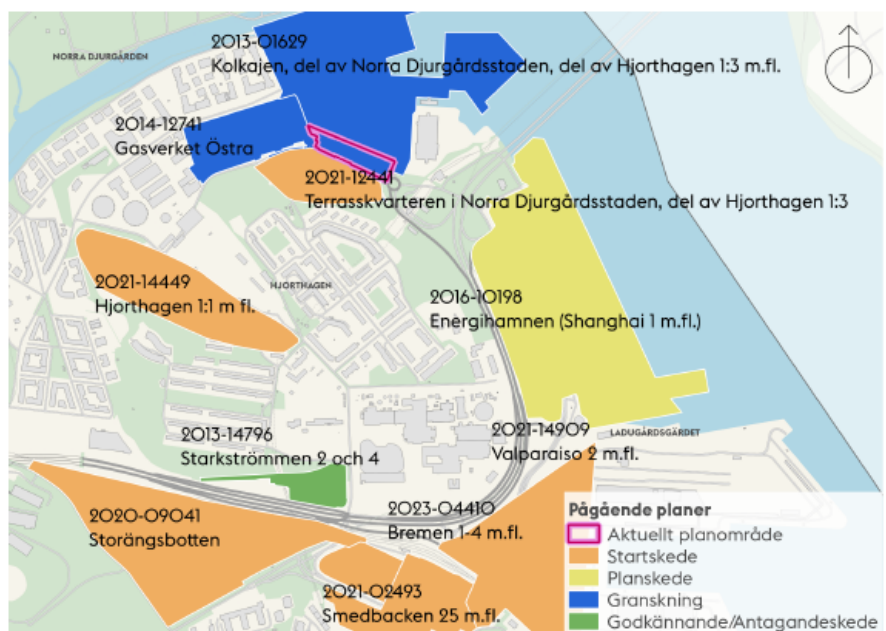 2013-01629
Kolkajen, del av Norra Djurgårdsstaden, del av Hjorthagen 1:3 m.fl.
NORRA DJURGÅRDEN
2014-12741
Gasverket Östra
2021-12441
Terrasskvarteren i Norra Djurgårdsstaden, del av Hjorthagen 1:3
2021-14449
Hjorthagen 1:1 m fl.
HJORTHAGEN
2016-10198
Energihamnen (Shanghai 1 m.fl.)
2013-14796
Starkströmmen 2 och 4
2021-14909
Valparaiso 2 m.fl.
LADUGÅRDSGÄRDET
2020-09041
Storängsbotten
2023-04410
Bremen 1-4 m.fl.
2021-02493
Smedbacken 25 m.fl.
Pågående planer
Aktuellt planområde
Startskede
Planskede
Granskning
Godkännande/Antagandeskede